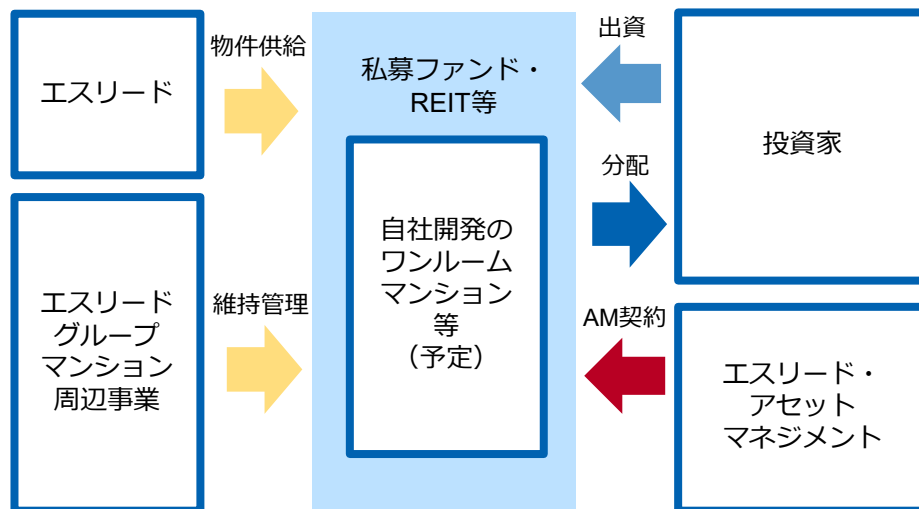 エスリード
物件供給
エスリード
グループ
マンション
周辺事業
維持管理
私募ファンド・
REIT等
自社開発の
ワンルーム
マンション
等
（予定）
出資
分配
投資家
AM契約
エスリード・
アセット
マネジメント